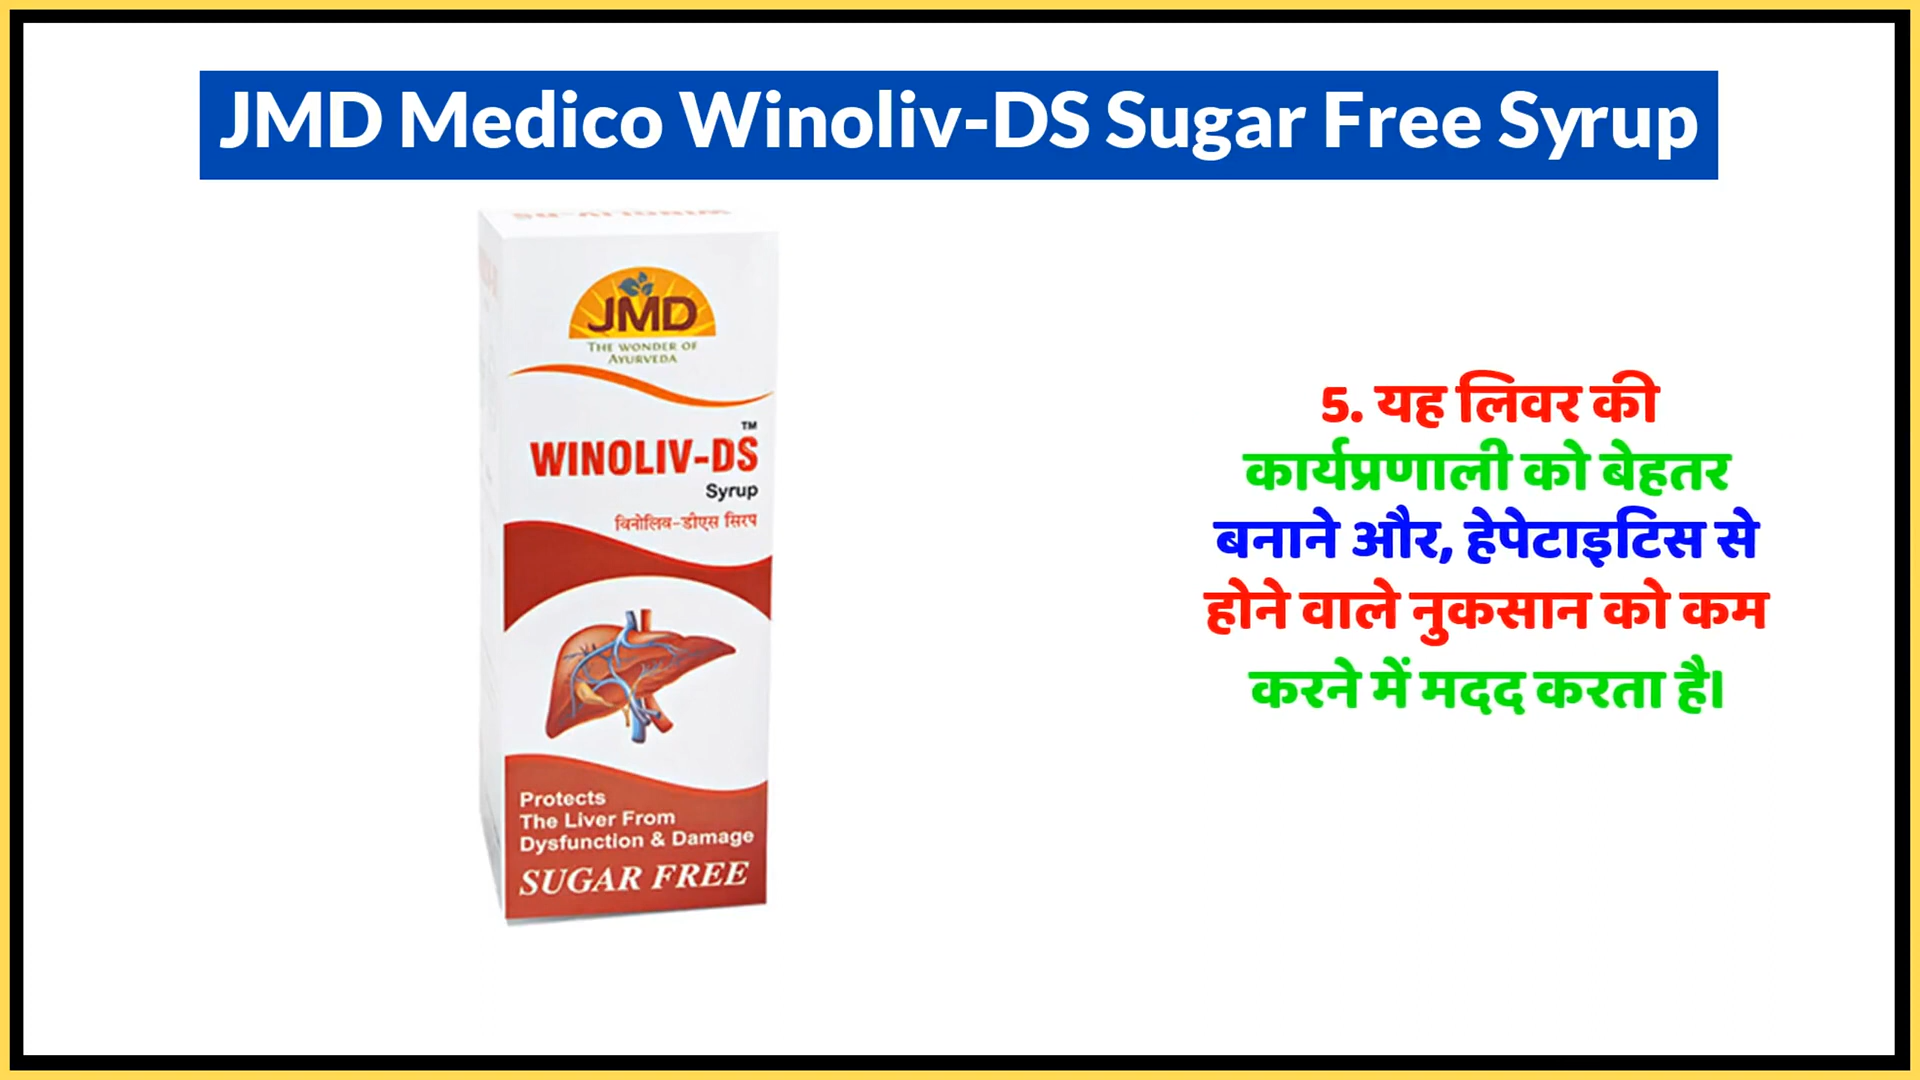 JMD Medico Winoliv-DS Sugar Free Syrup
WINOLIV-DS
JMD
THE WONDER OF
AYURVEDA
TM
WINOLIV-DS
Syrup
विनोलिव-डीएस सिरप
Protects
The Liver From
Dysfunction & Damage
SUGAR FREE
5. यह लिवर की
कार्यप्रणाली को बेहतर
बनाने और, हेपेटाइटिस से
होने वाले नुकसान को कम
करने में मदद करता है।